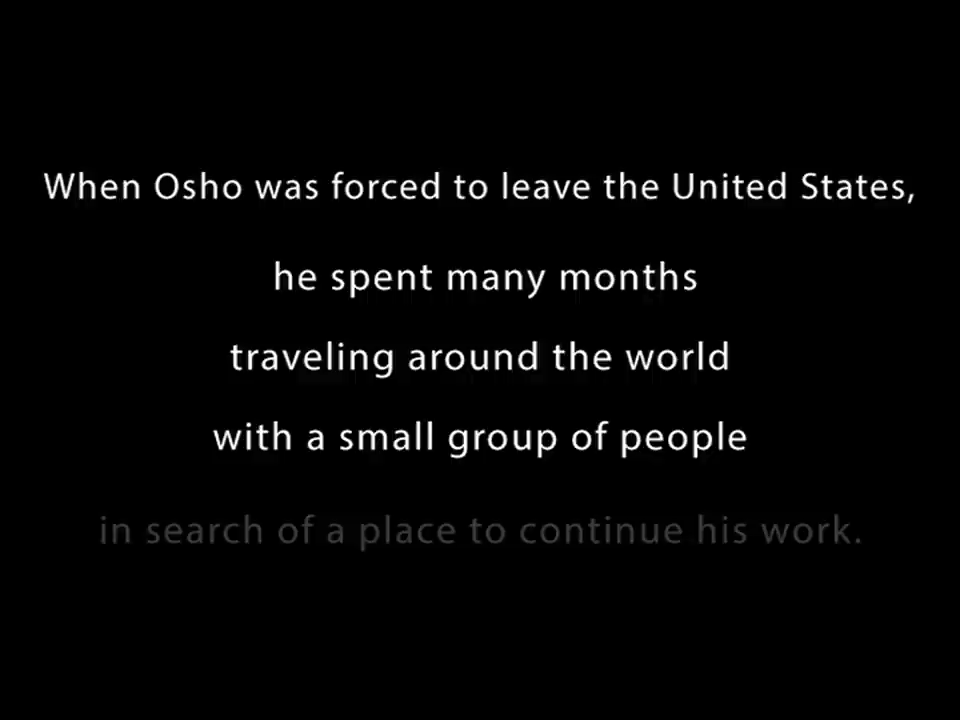 When Osho was forced to leave the United States,
he spent many months
traveling around the world
with a small group of people
in search of a place to continue his work.